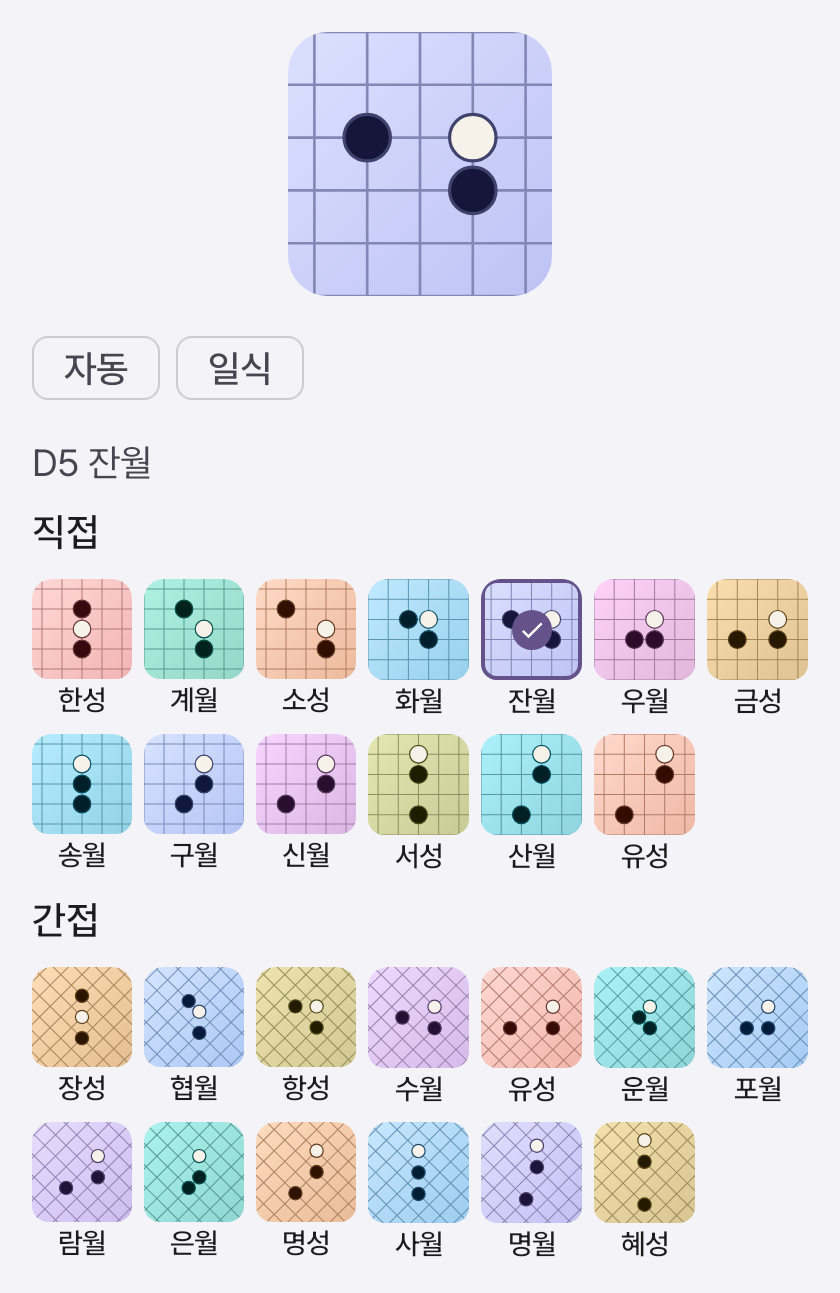 자동 일식
D5 잔월
직접
한성 계월 소성 화월 잔월 우월 금성
송월 구월 신월 서성 산월 유성
간접
장성 협월 항성 수월 유성 운월 포월
람월 은월 명성 사월 명월 혜성